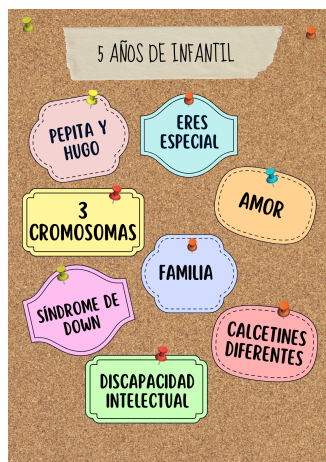 5 AÑOS DE INFANTIL
PEPITA Y
HUGO
ERES
ESPECIAL
3
CROMOSOMAS
AMOR
FAMILIA
SÍNDROME DE
DOWN
CALCETINES
DIFERENTES
DISCAPACIDAD
INTELECTUAL